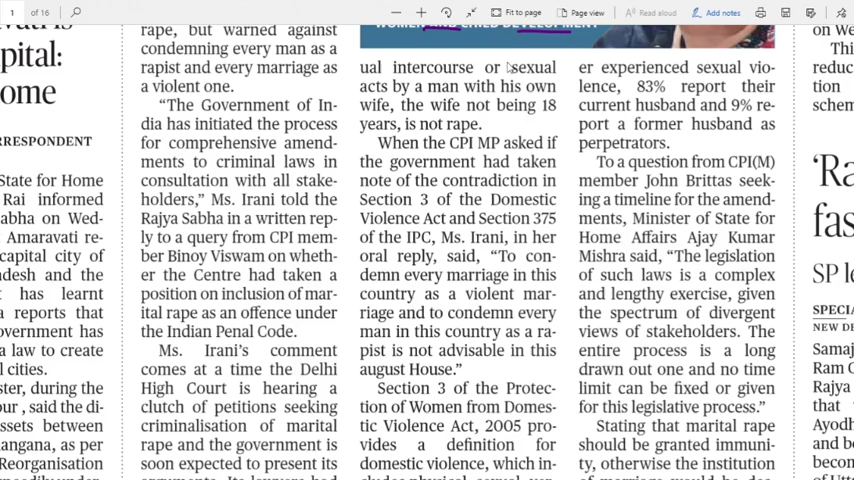 1 of 16
Fit to page
Page view
Read aloud
Add notes
pital:
ome
RRESPONDENT
State for Home
Rai informed
abha on Wed-
Amaravati re-
capital city of
desh and the
t has learnt
a reports that
overnment has
a law to create
l cities.
ster, during the
our , said the di-
ssets between
angana, as per
Reorganisation
rape, but warned against
condemning every man as a
rapist and every marriage as
a violent one.
"The Government of In-
dia has initiated the process
for comprehensive amend-
ments to criminal laws in
consultation with all stake-
holders," Ms. Irani told the
Rajya Sabha in a written rep-
ly to a query from CPI mem-
ber Binoy Viswam on wheth-
er the Centre had taken a
position on inclusion of mar-
ital rape as an offence under
the Indian Penal Code.
Ms. Irani's comment
comes at a time the Delhi
High Court is hearing a
clutch of petitions seeking
criminalisation of marital
rape and the government is
soon expected to present its
WOMEN AND CHILD DEVELOPMENT
ual intercourse or sexual
acts by a man with his own
wife, the wife not being 18
years, is not rape.
When the CPI MP asked if
the government had taken
note of the contradiction in
Section 3 of the Domestic
Violence Act and Section 375
of the IPC, Ms. Irani, in her
oral reply, said, "To con-
demn every marriage in this
country as a violent mar-
riage and to condemn every
man in this country as a ra-
pist is not advisable in this
august House."
Section 3 of the Protec-
tion of Women from Domes-
tic Violence Act, 2005 pro-
vides a definition for
domestic violence, which in-
er experienced sexual vio-
lence, 83% report their
current husband and 9% re-
port a former husband as
perpetrators.
To a question from CPI(M)
member John Brittas seek-
ing a timeline for the amend-
ments, Minister of State for
Home Affairs Ajay Kumar
Mishra said, "The legislation
of such laws is a complex
and lengthy exercise, given
the spectrum of divergent
views of stakeholders. The
entire process is a long
drawn out one and no time
limit can be fixed or given
for this legislative process."
Stating that marital rape
should be granted immuni-
ty, otherwise the institution
on We
Thi
reduc
tion
schem
'Ra
fas
SP le
SPECIA
NEW DE
Samaj
Ram G
Rajya
that
Ayodh
and be
becom